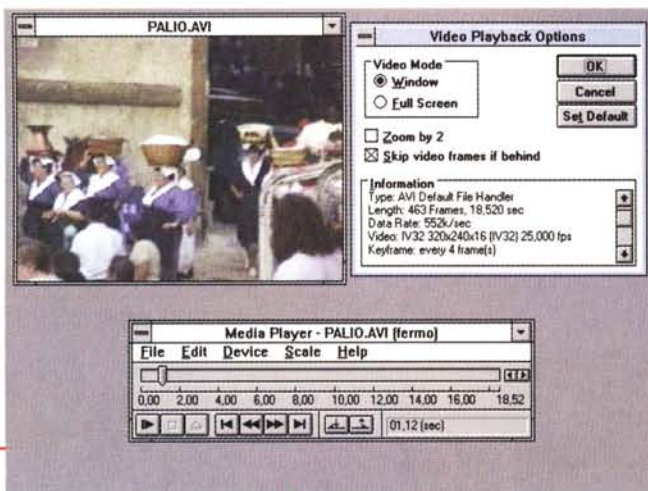 PALIO.AVI
Video Playback Options
Video Mode
Window
Full Screen
OK
Cancel
Set Default
Zoom by 2
Skip video frames if behind
Information
Type: AVI Default File Handler
Length: 463 Frames, 18,520 sec
Data Rate: 552k/sec
Video: IV32 320x240x16 [IV32] 25,000 fps
Keyframe: every 4 frame(s)
Media Player - PALIO.AVI (fermo)
File Edit Device Scale Help
0,00 2,00 4,00 6,00 8,00 10,00 12,00 14,00 16,00 18,52
01,12 (sec)